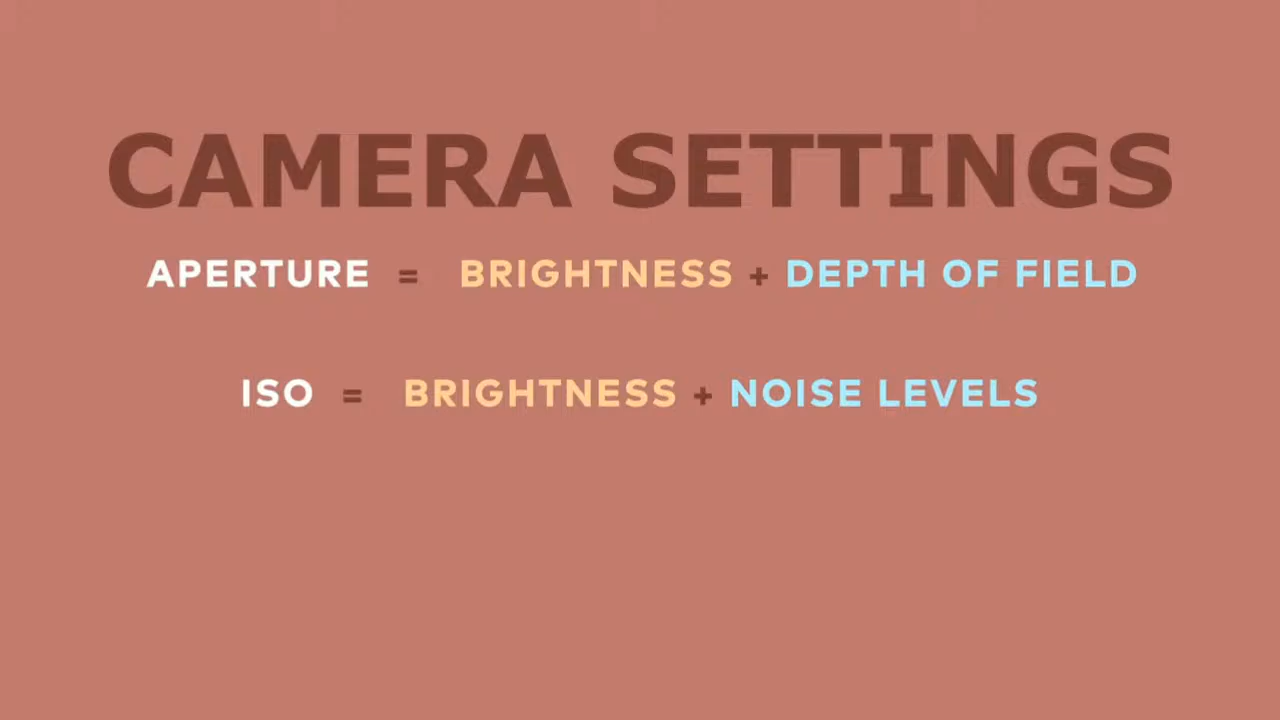 CAMERA SETTINGS
APERTURE = BRIGHTNESS + DEPTH OF FIELD
ISO = BRIGHTNESS + NOISE LEVELS